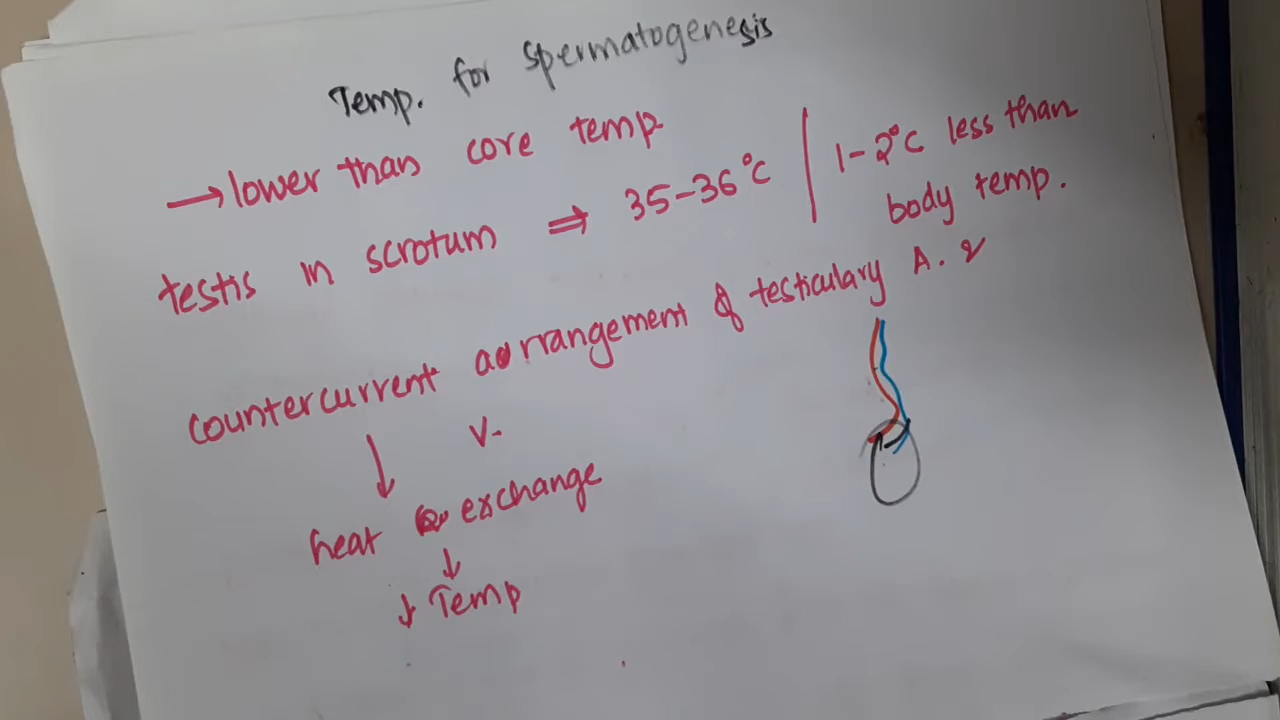 Temp. for spermatogenesis
→ lower than core temp
testis in scrotum ⇒ 35-36°C | 1-2°C less than
body temp.
countercurrent arrangement of testiculary A. &
V.
↓
heat exchange
↓
↓ Temp